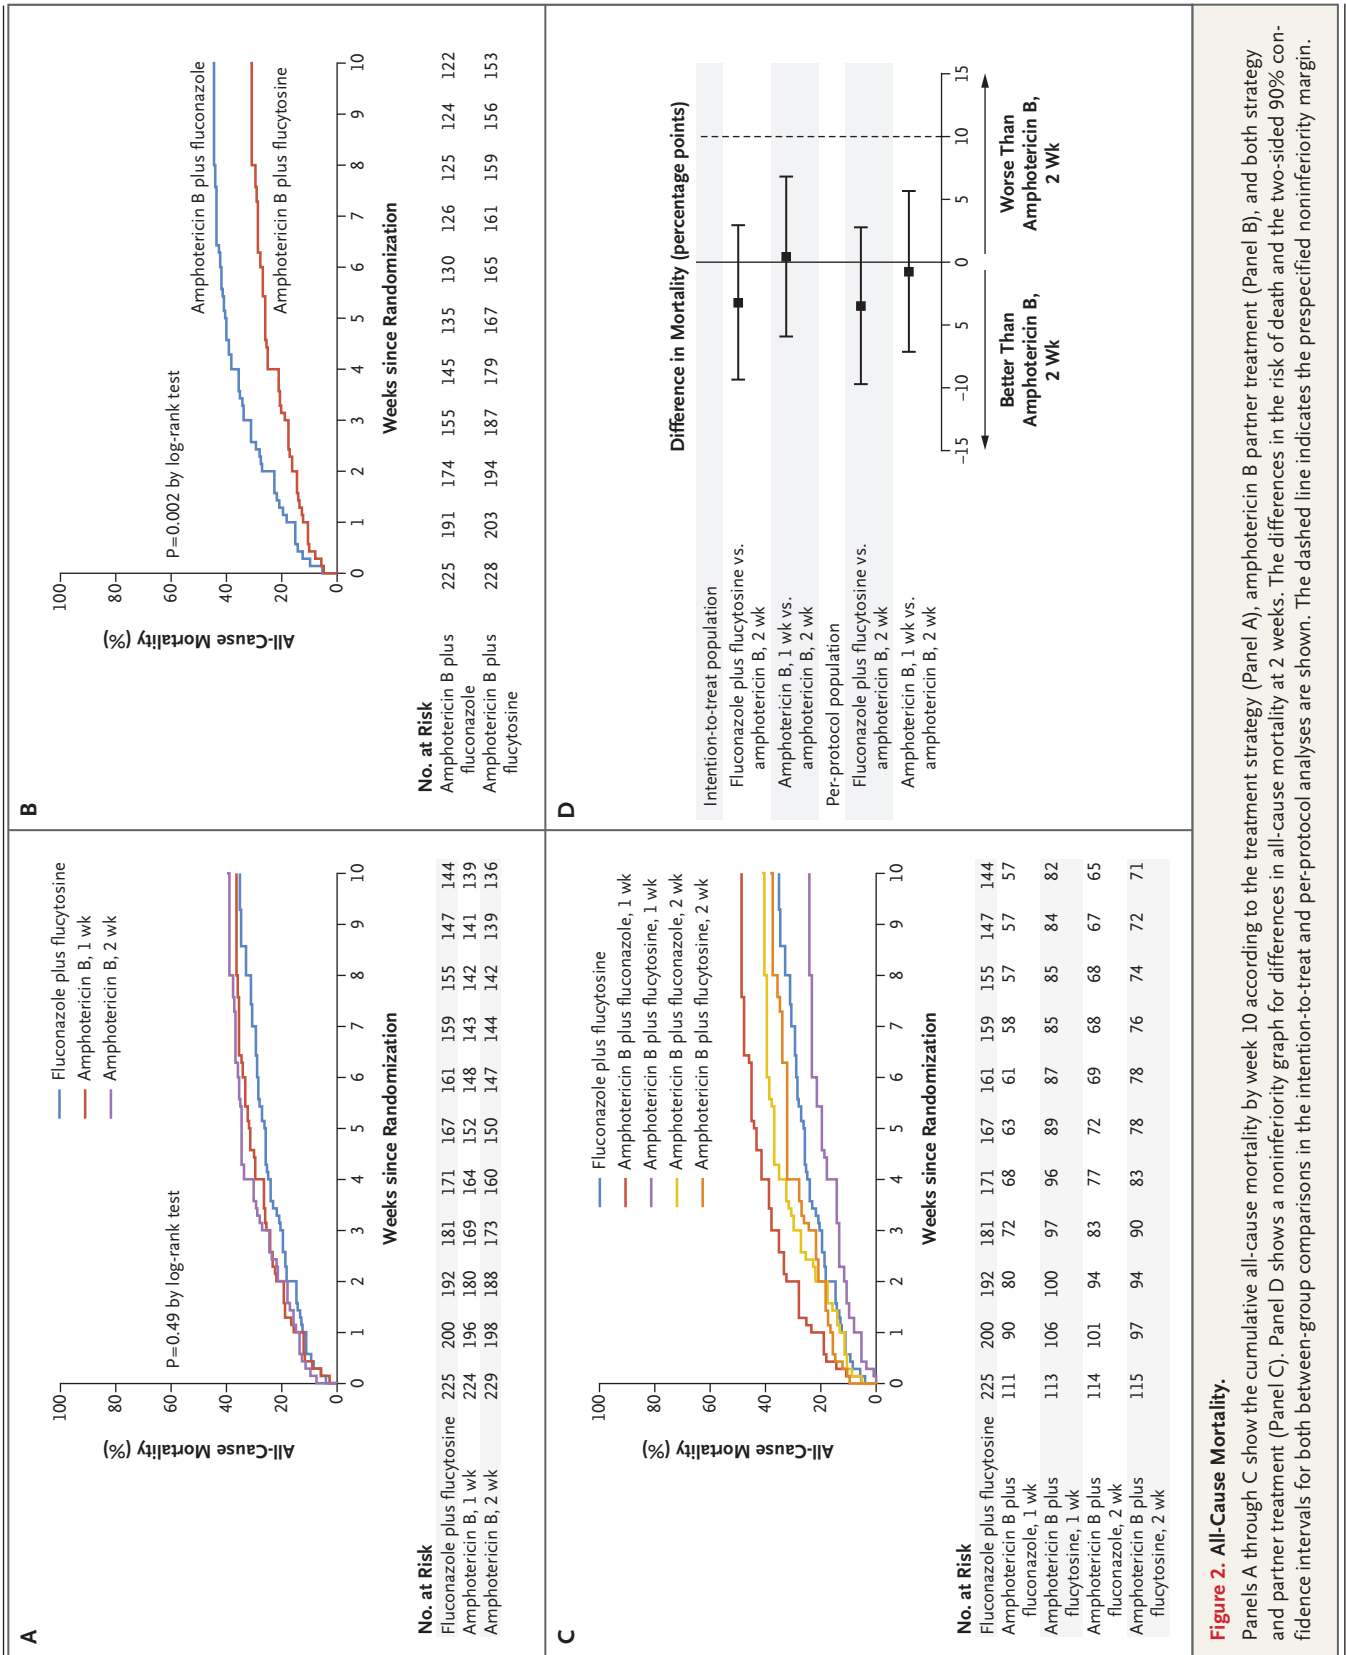 A
100
80
60
40
20
0
All-Cause Mortality (%)
Fluconazole plus flucytosine
Amphotericin B, 1 wk
Amphotericin B, 2 wk
P=0.49 by log-rank test
0 1 2 3 4 5 6 7 8 9 10
Weeks since Randomization
No. at Risk
Fluconazole plus flucytosine 225 200 192 181 171 167 161 159 155 147 144
Amphotericin B, 1 wk 224 196 180 169 164 152 148 143 142 141 139
Amphotericin B, 2 wk 229 198 188 173 160 150 147 144 142 139 136
B
100
80
60
40
20
0
All-Cause Mortality (%)
P=0.002 by log-rank test
Amphotericin B plus fluconazole
Amphotericin B plus flucytosine
0 1 2 3 4 5 6 7 8 9 10
Weeks since Randomization
No. at Risk
Amphotericin B plus 225 191 174 155 145 135 130 126 125 124 122
fluconazole
Amphotericin B plus 228 203 194 187 179 167 165 161 159 156 153
flucytosine
C
100
80
60
40
20
0
All-Cause Mortality (%)
Fluconazole plus flucytosine
Amphotericin B plus fluconazole, 1 wk
Amphotericin B plus flucytosine, 1 wk
Amphotericin B plus fluconazole, 2 wk
Amphotericin B plus flucytosine, 2 wk
0 1 2 3 4 5 6 7 8 9 10
Weeks since Randomization
No. at Risk
Fluconazole plus flucytosine 225 200 192 181 171 167 161 159 155 147 144
Amphotericin B plus 111 90 80 72 68 63 61 58 57 57 57
fluconazole, 1 wk
Amphotericin B plus 113 106 100 97 96 89 87 85 85 84 82
flucytosine, 1 wk
Amphotericin B plus 114 101 94 83 77 72 69 68 68 67 65
fluconazole, 2 wk
Amphotericin B plus 115 97 94 90 83 78 78 76 74 72 71
flucytosine, 2 wk
D
Difference in Mortality (percentage points)
Intention-to-treat population
Fluconazole plus flucytosine vs.
amphotericin B, 2 wk
Amphotericin B, 1 wk vs.
amphotericin B, 2 wk
Per-protocol population
Fluconazole plus flucytosine vs.
amphotericin B, 2 wk
Amphotericin B, 1 wk vs.
amphotericin B, 2 wk
−15 −10 5 0 5 10 15
Better Than
Amphotericin B,
2 Wk
Worse Than
Amphotericin B,
2 Wk
Figure 2. All-Cause Mortality.
Panels A through C show the cumulative all-cause mortality by week 10 according to the treatment strategy (Panel A), amphotericin B partner treatment (Panel B), and both strategy
and partner treatment (Panel C). Panel D shows a noninferiority graph for differences in all-cause mortality at 2 weeks. The differences in the risk of death and the two-sided 90% con-
fidence intervals for both between-group comparisons in the intention-to-treat and per-protocol analyses are shown. The dashed line indicates the prespecified noninferiority margin.